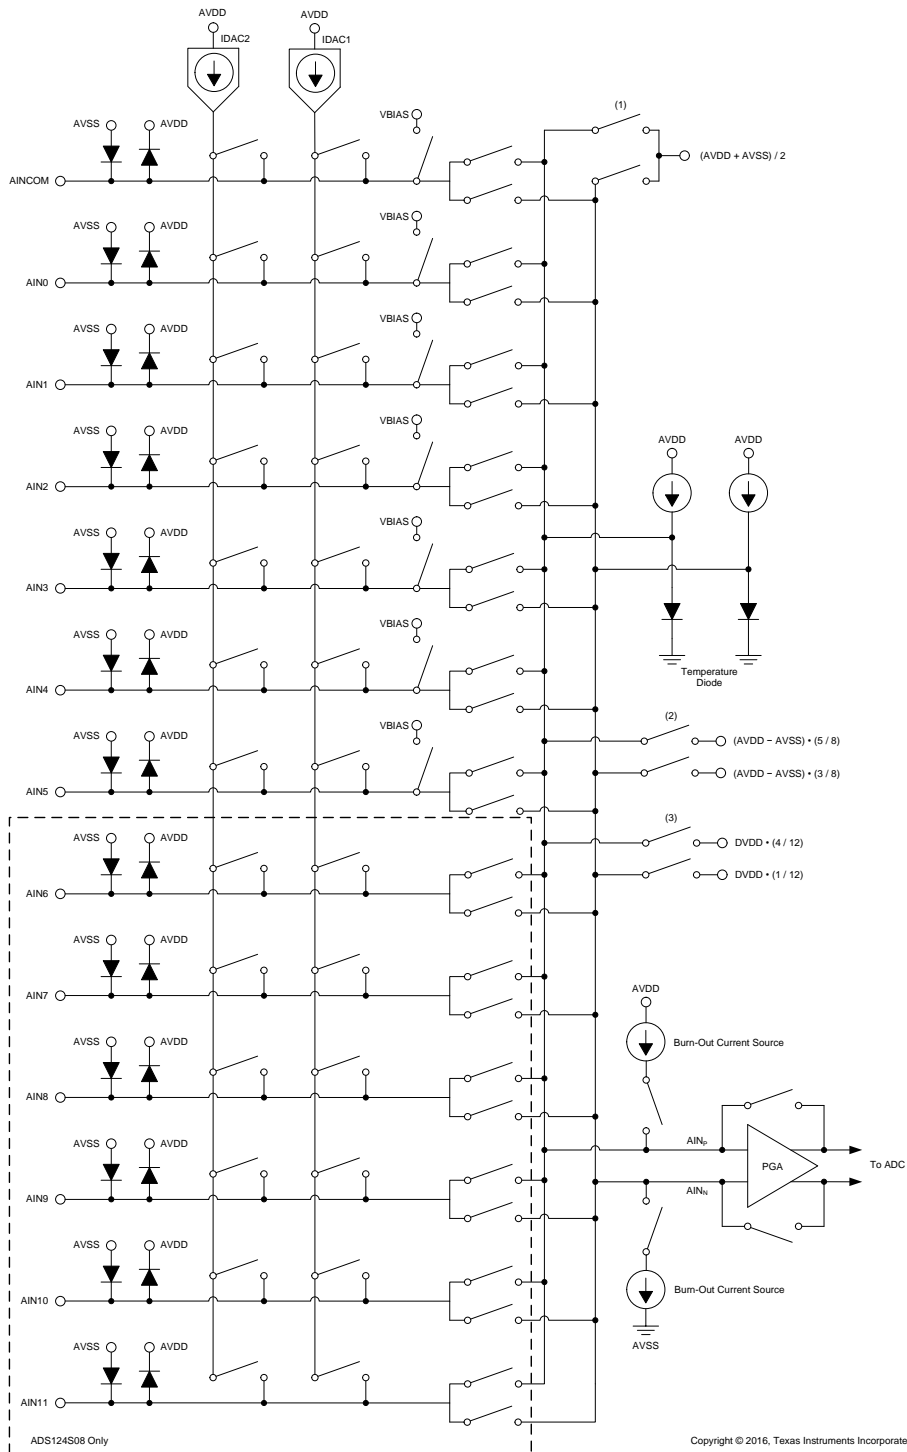 AVDD
AVDD
IDAC2
IDAC1
AVSS
AVDD
VBIAS
(1)
(AVDD + AVSS) / 2
AINCOM
AVSS
AVDD
VBIAS
AIN0
AVSS
AVDD
VBIAS
AIN1
AVSS
AVDD
VBIAS
AIN2
AVDD
AVDD
AVSS
AVDD
VBIAS
AIN3
AVSS
AVDD
VBIAS
AIN4
Temperature
Diode
AVSS
AVDD
VBIAS
AIN5
(2)
(AVDD − AVSS) • (5 / 8)
(AVDD − AVSS) • (3 / 8)
(3)
DVDD • (4 / 12)
DVDD • (1 / 12)
AVSS
AVDD
AIN6
AVSS
AVDD
AIN7
AVSS
AVDD
AIN8
AVSS
AVDD
AIN9
AVSS
AVDD
AIN10
AVSS
AVDD
AIN11
AVDD
Burn-Out Current Source
AINP
PGA
To ADC
AINN
Burn-Out Current Source
AVSS
ADS124S08 Only
Copyright © 2016, Texas Instruments Incorporate